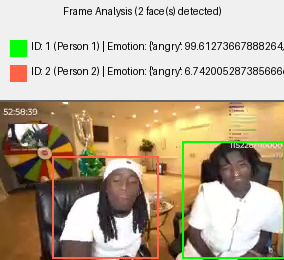 Frame Analysis (2 face(s) detected)
ID: 1 (Person 1) | Emotion: {'angry': 99.61273667888264,
ID: 2 (Person 2) | Emotion: {'angry': 6.742005287385666
52:58:39